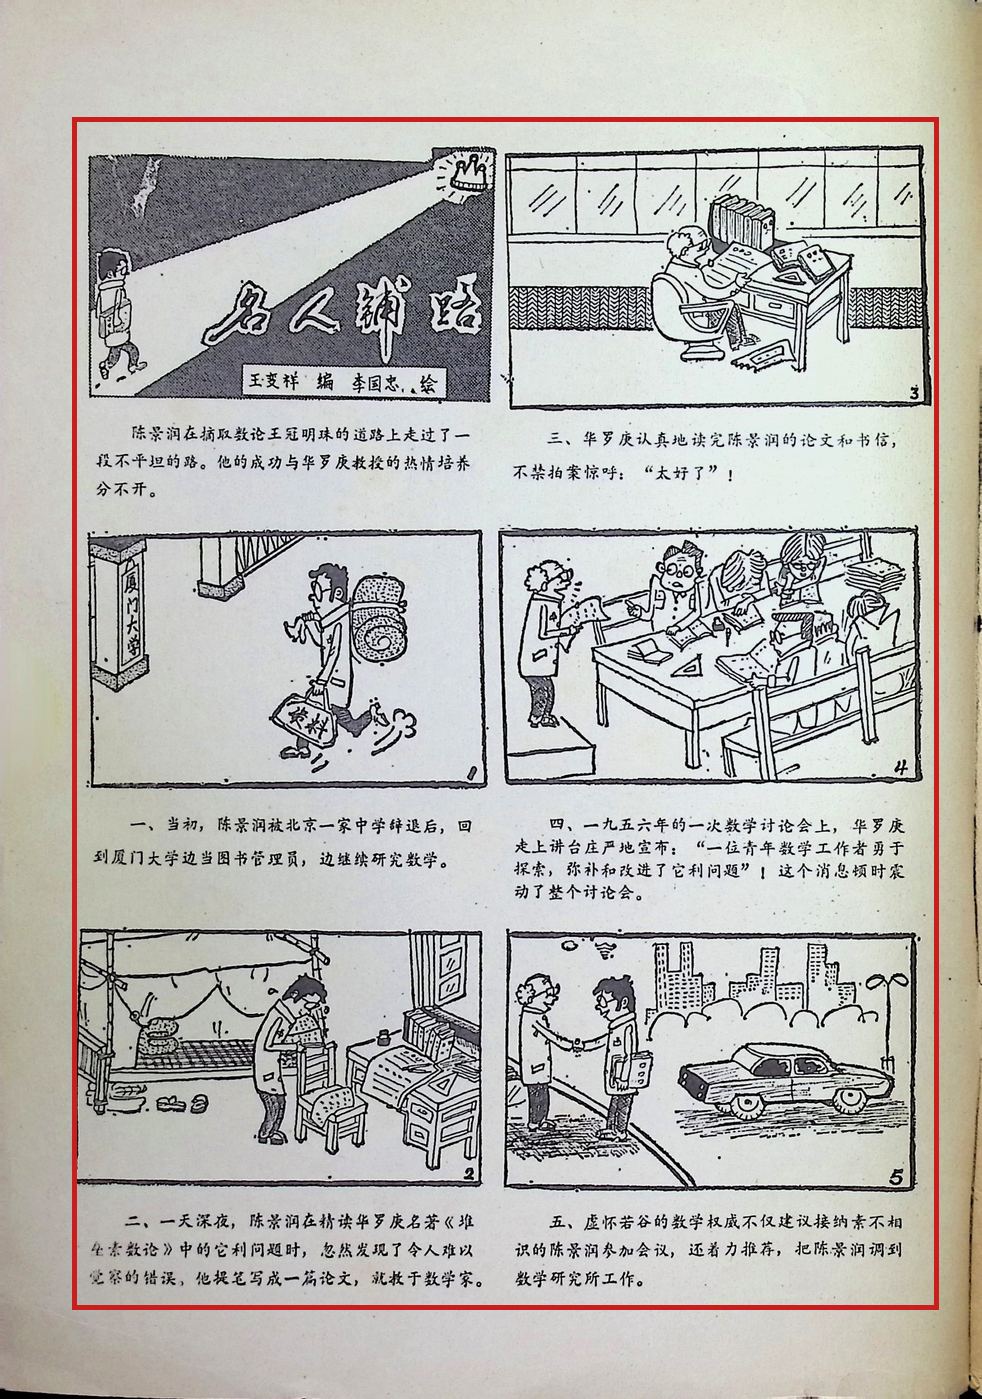 名人铺路
王变祥 编 李国忠 绘
陈景润在摘取数论王冠明珠的道路上走过了一
段不平坦的路。他的成功与华罗庚教授的热情培养
分不开。
厦门大学
资料
1
一、当初，陈景润被北京一家中学辞退后，回
到厦门大学边当图书管理员，边继续研究数学。
2
二、一天深夜，陈景润在精读华罗庚名著《堆
垒素数论》中的它利问题时，忽然发现了令人难以
觉察的错误，他提笔写成一篇论文，就教于数学家。
3
三、华罗庚认真地读完陈景润的论文和书信，
不禁拍案惊呼：“太好了”！
4
四、一九五六年的一次数学讨论会上，华罗庚
走上讲台庄严地宣布：“一位青年数学工作者勇于
探索，弥补和改进了它利问题”！这个消息顿时震
动了整个讨论会。
5
五、虚怀若谷的数学权威不仅建议接纳素不相
识的陈景润参加会议，还着力推荐，把陈景润调到
数学研究所工作。